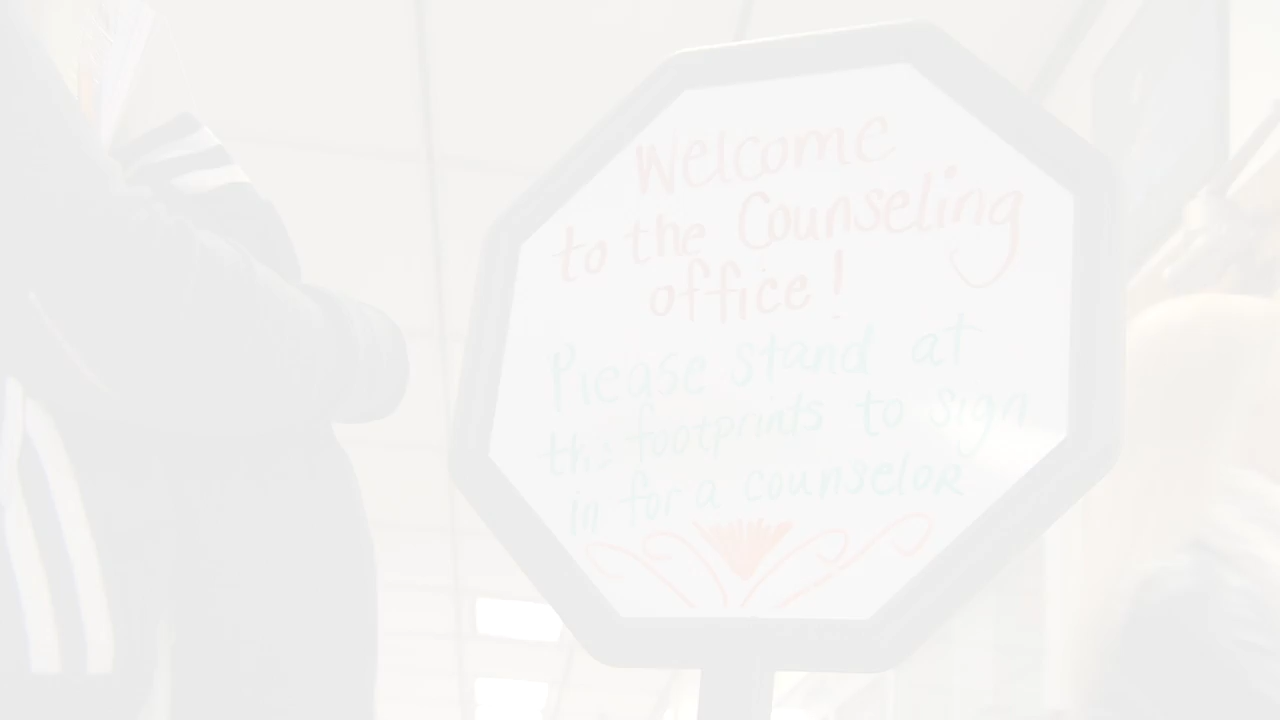 Welcome
to the Counseling
office!
Please stand at
the footprints to sign
in for a counselor